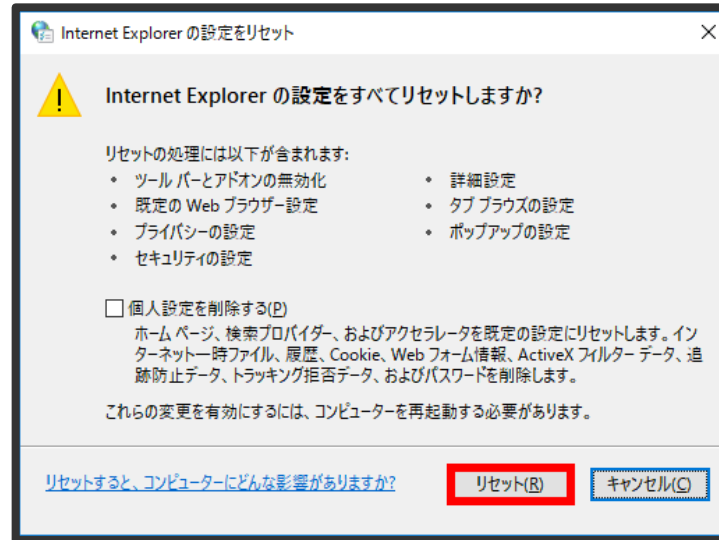 Internet Explorer の設定をリセット
Internet Explorer の設定をすべてリセットしますか?
リセットの処理には以下が含まれます:
• ツール バーとアドオンの無効化
• 既定の Web ブラウザー設定
• プライバシーの設定
• セキュリティの設定
• 詳細設定
• タブ ブラウズの設定
• ポップアップの設定
個人設定を削除する(P)
ホーム ページ、検索プロバイダー、およびアクセラレータを既定の設定にリセットします。イン
ターネット一時ファイル、履歴、Cookie、Web フォーム情報、ActiveX フィルター データ、追
跡防止データ、トラッキング拒否データ、およびパスワードを削除します。
これらの変更を有効にするには、コンピューターを再起動する必要があります。
リセットすると、コンピューターにどんな影響がありますか?
リセット(R)
キャンセル(C)